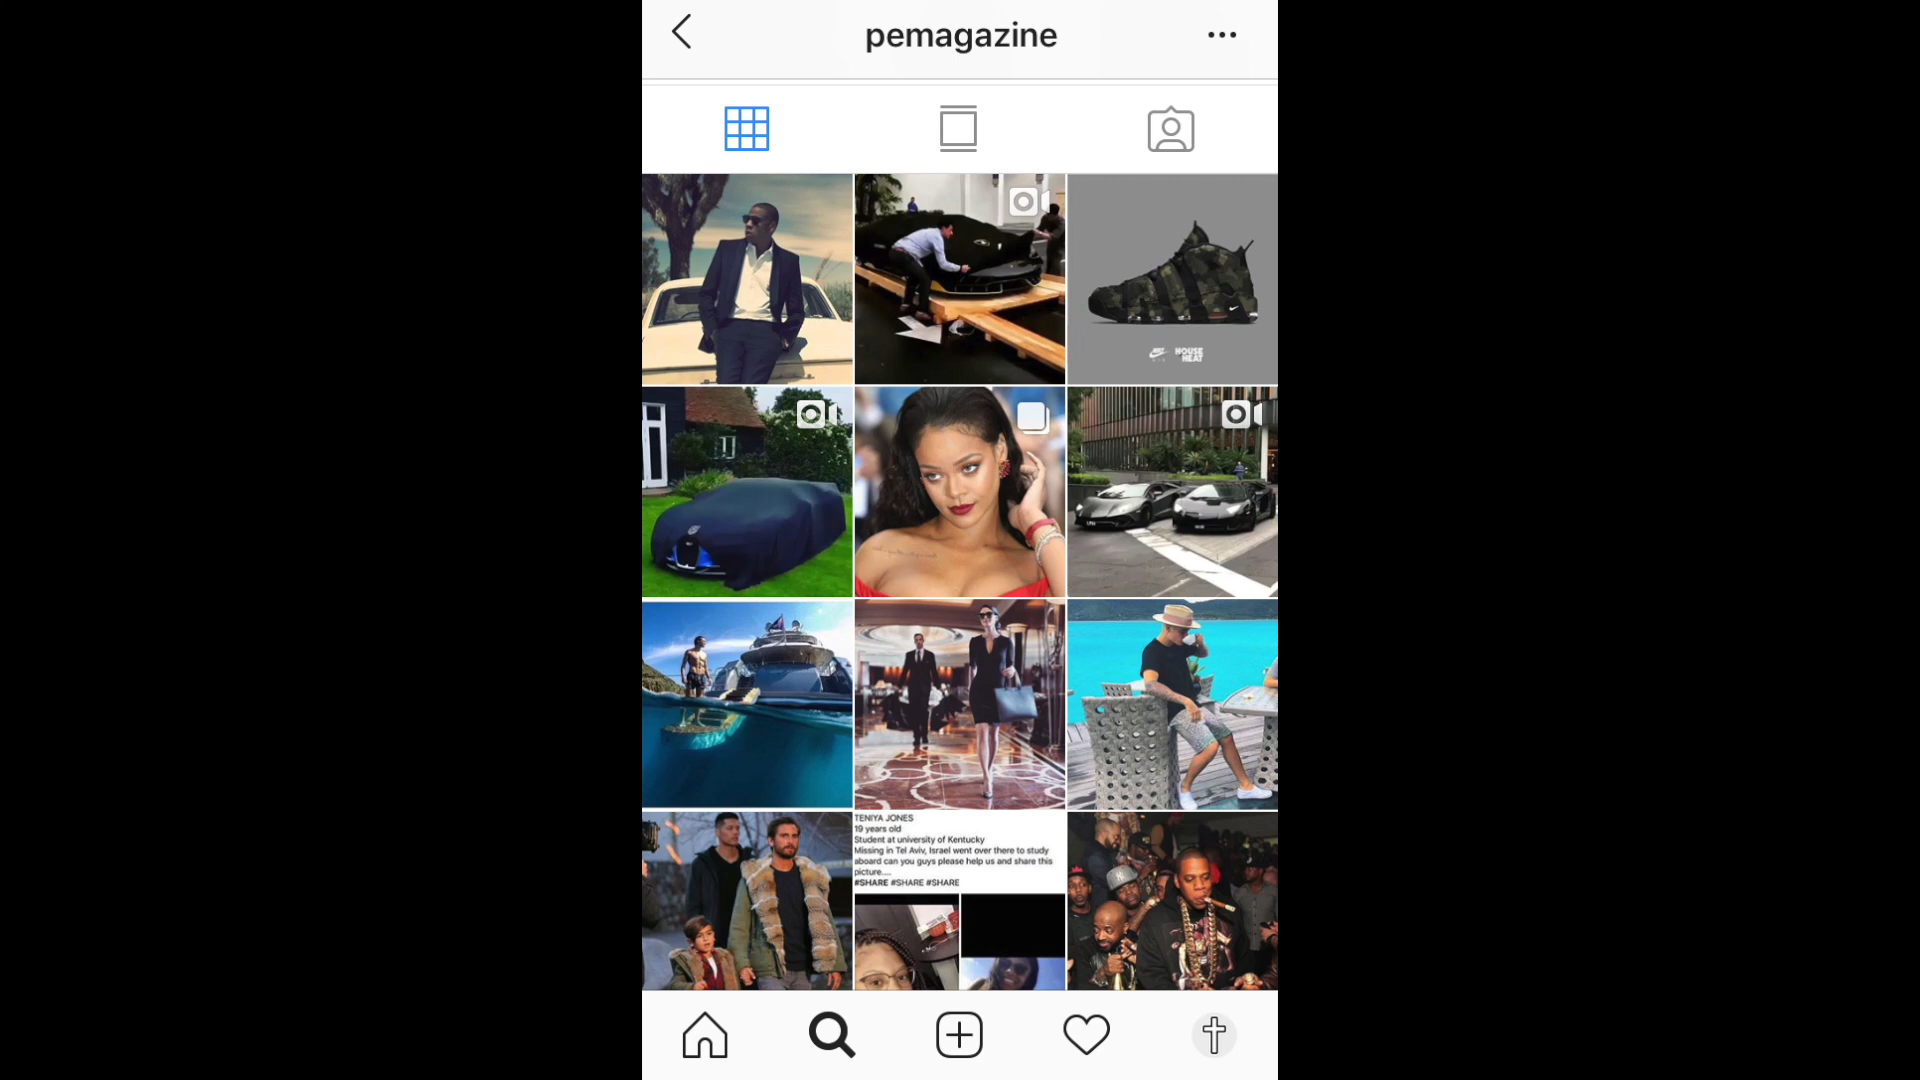 pemagazine
HOUSE
HEAT
TENIYA JONES
19 years old
Student at university of Kentucky
Missing in Tel Aviv, Israel went over there to study
aboard can you guys please help us and share this
picture....
#SHARE #SHARE #SHARE